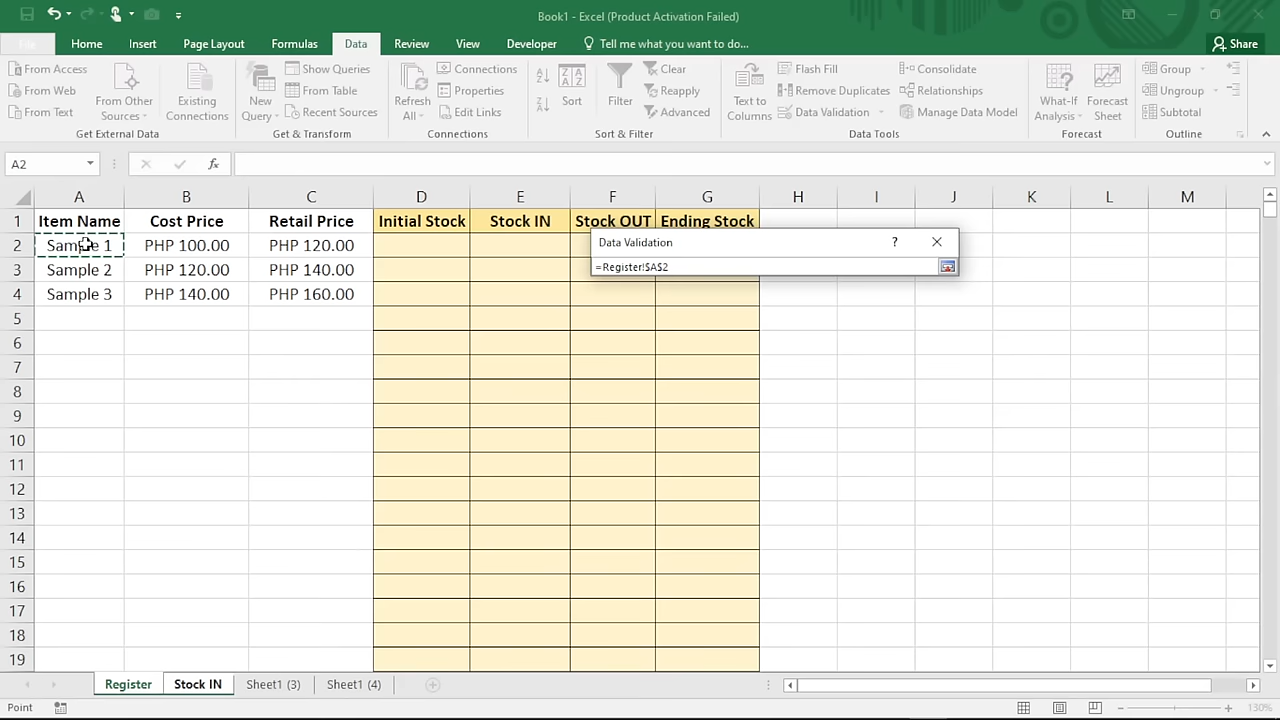 Book1 - Excel (Product Activation Failed)
File Home Insert Page Layout Formulas Data Review View Developer Tell me what you want to do... Share
From Access
From Web
From Text
From Other Sources
Existing Connections
Get External Data
New Query
Show Queries
From Table
Recent Sources
Get & Transform
Refresh All
Connections
Properties
Edit Links
Connections
Sort
Filter
Clear
Reapply
Advanced
Sort & Filter
Text to Columns
Flash Fill
Remove Duplicates
Data Validation
Consolidate
Relationships
Manage Data Model
Data Tools
What-If Analysis
Forecast Sheet
Forecast
Group
Ungroup
Subtotal
Outline
A2 fx
A B C D E F G H I J K L M
1 Item Name Cost Price Retail Price Initial Stock Stock IN Stock OUT Ending Stock
2 Sample 1 PHP 100.00 PHP 120.00
3 Sample 2 PHP 120.00 PHP 140.00
4 Sample 3 PHP 140.00 PHP 160.00
5
6
7
8
9
10
11
12
13
14
15
16
17
18
19
Data Validation ?
=Register!$A$2
Register Stock IN Sheet1 (3) Sheet1 (4)
Point 130%